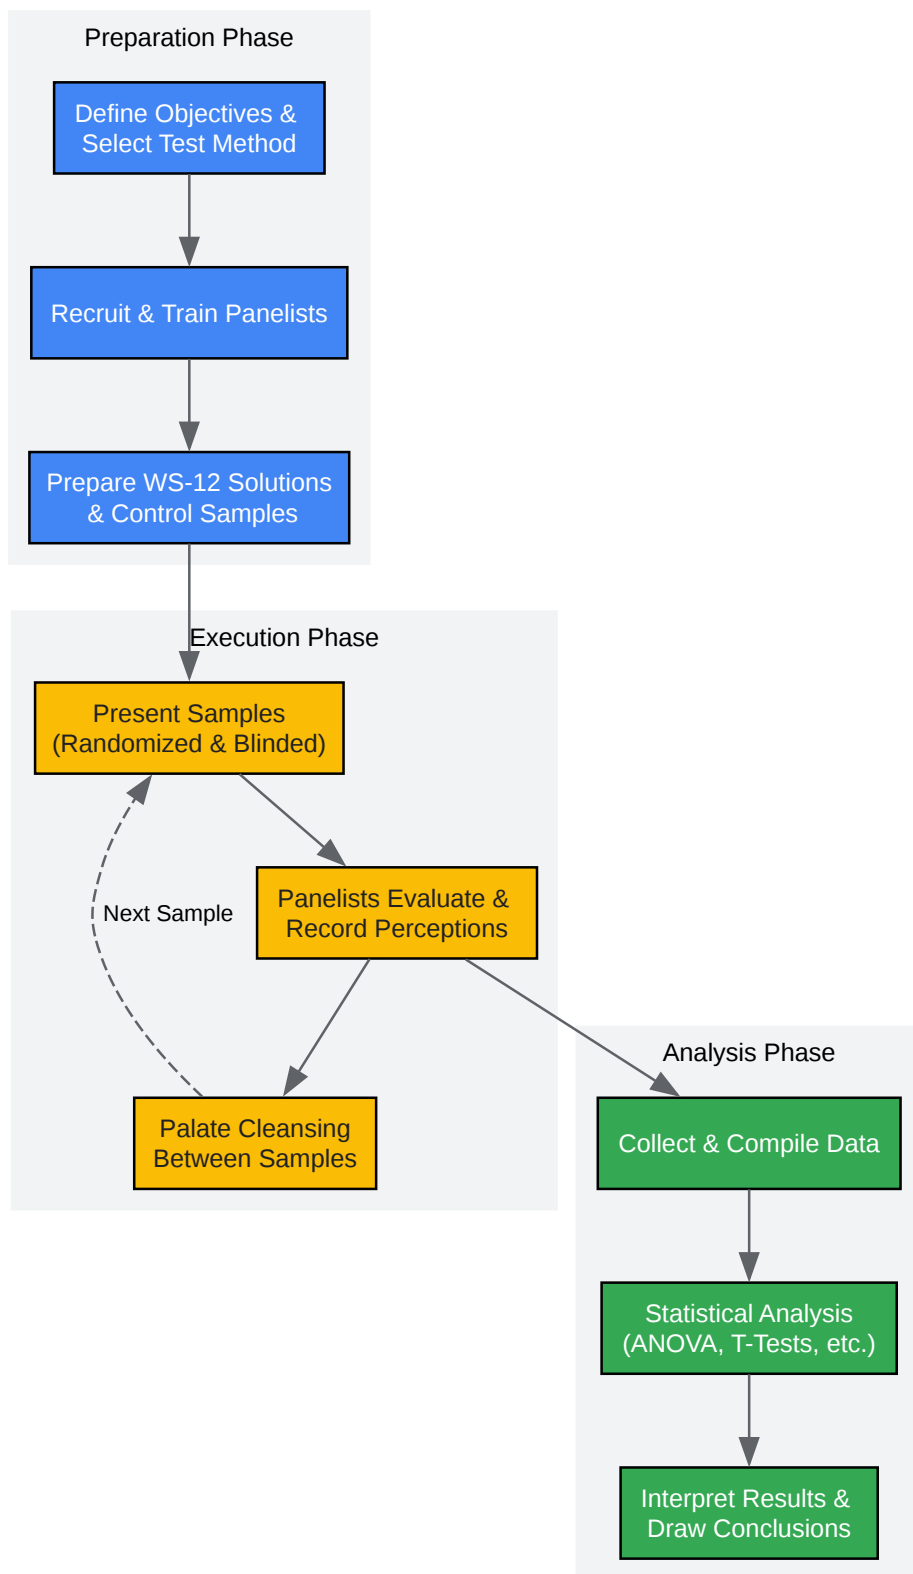 Preparation Phase
Define Objectives &
Select Test Method
Recruit & Train Panelists
Prepare WS-12 Solutions
& Control Samples
Execution Phase
Present Samples
(Randomized & Blinded)
Panelists Evaluate &
Record Perceptions
Next Sample
Palate Cleansing
Between Samples
Analysis Phase
Collect & Compile Data
Statistical Analysis
(ANOVA, T-Tests, etc.)
Interpret Results &
Draw Conclusions